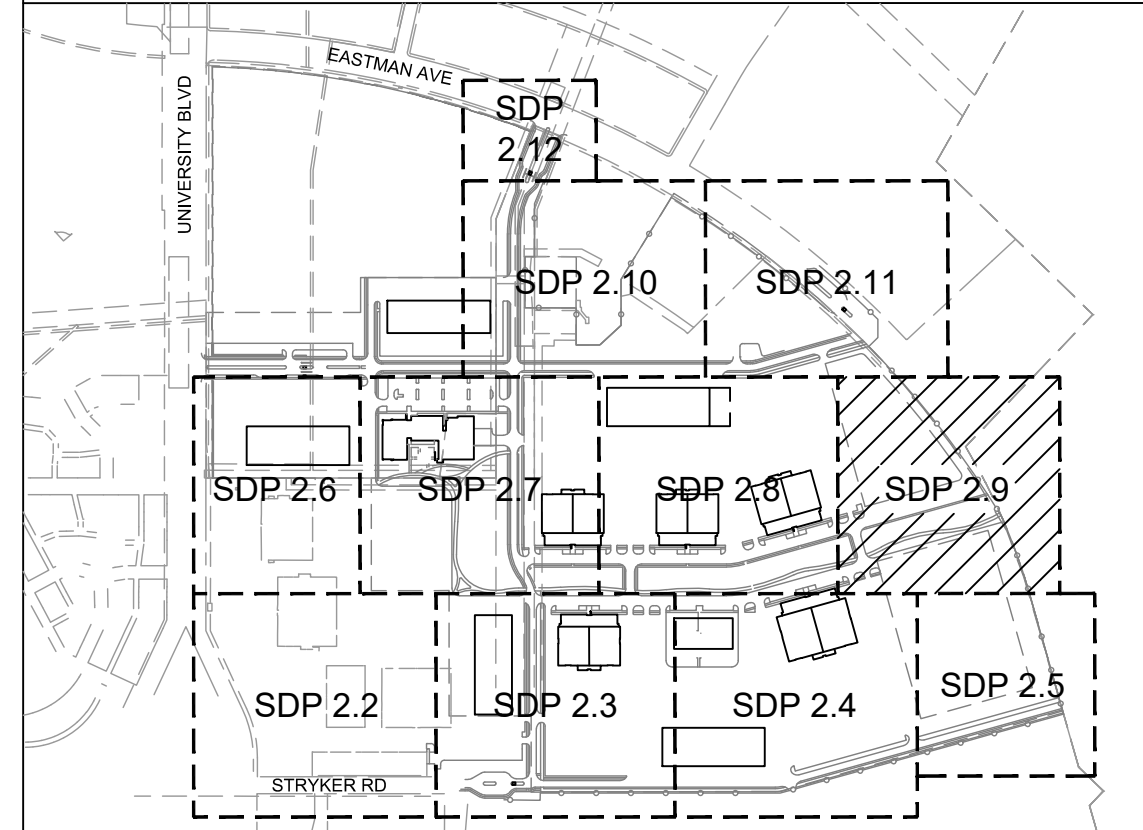 EASTMAN AVE
UNIVERSITY BLVD
SDP
2.12
SDP 2.10
SDP 2.11
SDP 2.6
SDP 2.7
SDP 2.8
SDP 2.9
SDP 2.2
SDP 2.3
SDP 2.4
SDP 2.5
STRYKER RD